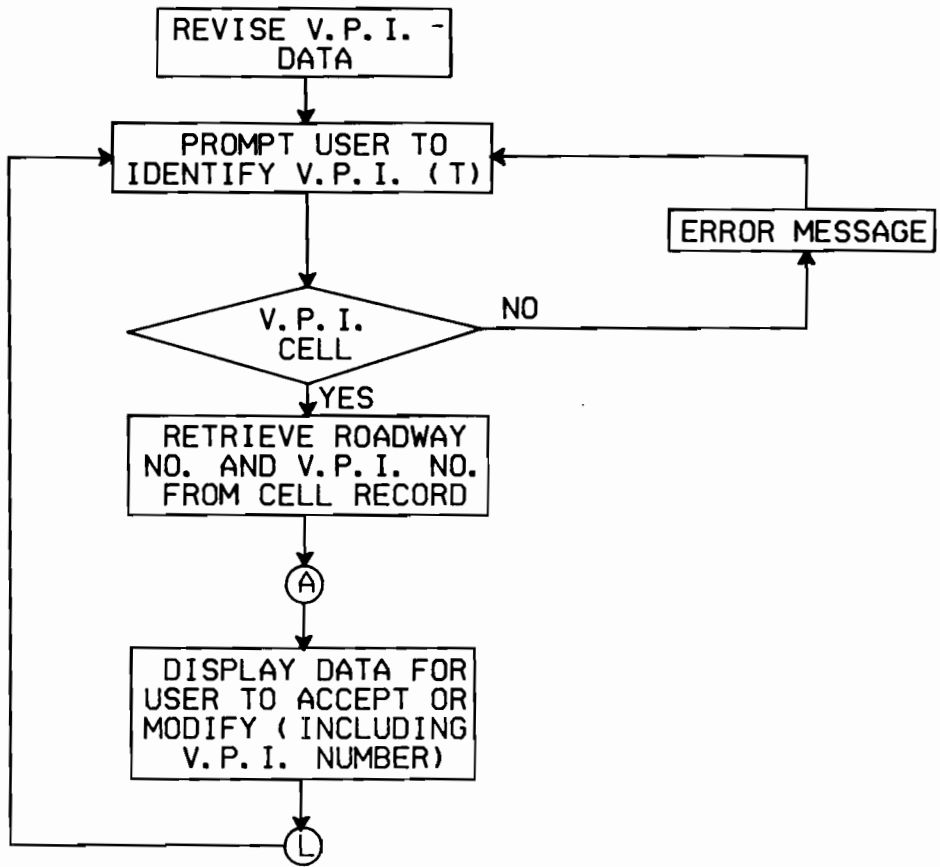 REVISE V.P.I. -
DATA
PROMPT USER TO
IDENTIFY V.P.I. (T)
ERROR MESSAGE
V.P.I.
CELL
NO
YES
RETRIEVE ROADWAY
NO. AND V.P.I. NO.
FROM CELL RECORD
A
DISPLAY DATA FOR
USER TO ACCEPT OR
MODIFY (INCLUDING
V.P.I. NUMBER)
L